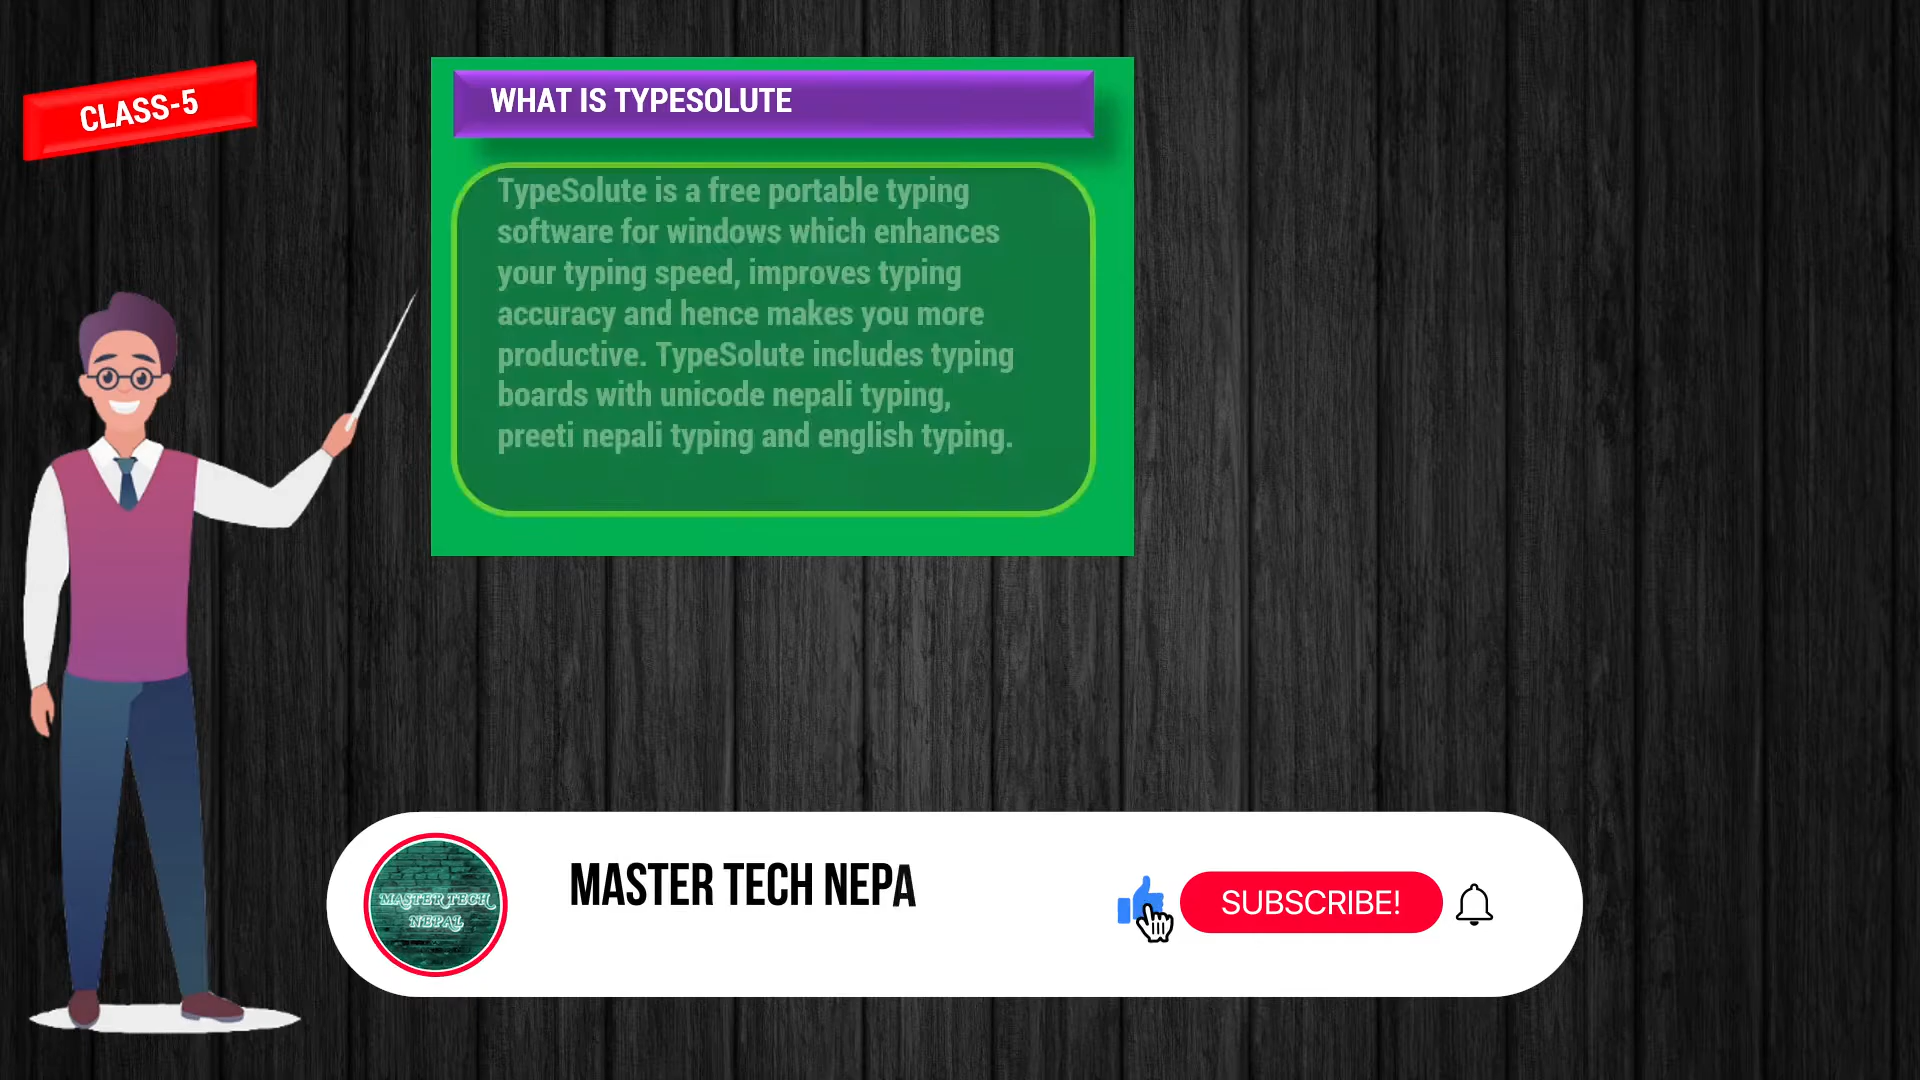 CLASS-5
WHAT IS TYPESOLUTE
TypeSolute is a free portable typing
software for windows which enhances
your typing speed, improves typing
accuracy and hence makes you more
productive. TypeSolute includes typing
boards with unicode nepali typing,
preeti nepali typing and english typing.
MASTER TECH NEPA
MASTER TECH
NEPAL
SUBSCRIBE!